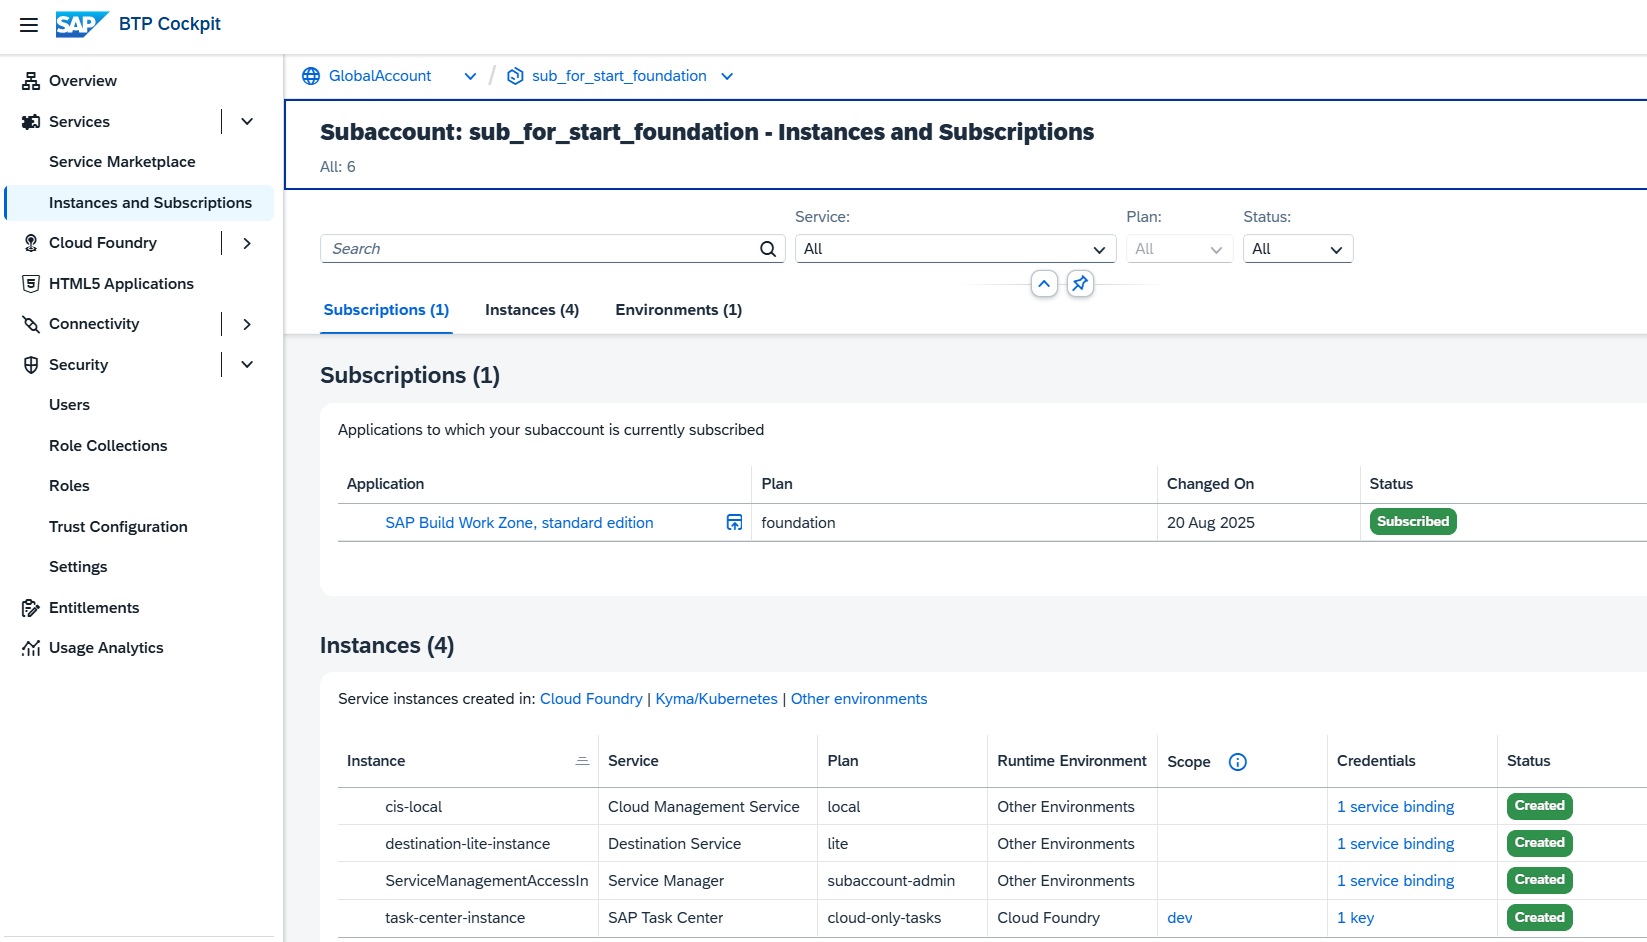 SAP BTP Cockpit
Overview
Services
Service Marketplace
Instances and Subscriptions
Cloud Foundry
HTML5 Applications
Connectivity
Security
Users
Role Collections
Roles
Trust Configuration
Settings
Entitlements
Usage Analytics
GlobalAccount / sub_for_start_foundation
Subaccount: sub_for_start_foundation - Instances and Subscriptions
All: 6
Service: Plan: Status:
Search All All All
Subscriptions (1) Instances (4) Environments (1)
Subscriptions (1)
Applications to which your subaccount is currently subscribed
Application Plan Changed On Status
SAP Build Work Zone, standard edition foundation 20 Aug 2025 Subscribed
Instances (4)
Service instances created in: Cloud Foundry | Kyma/Kubernetes | Other environments
Instance Service Plan Runtime Environment Scope Credentials Status
cis-local Cloud Management Service local Other Environments 1 service binding Created
destination-lite-instance Destination Service lite Other Environments 1 service binding Created
ServiceManagementAccessIn Service Manager subaccount-admin Other Environments 1 service binding Created
task-center-instance SAP Task Center cloud-only-tasks Cloud Foundry dev 1 key Created